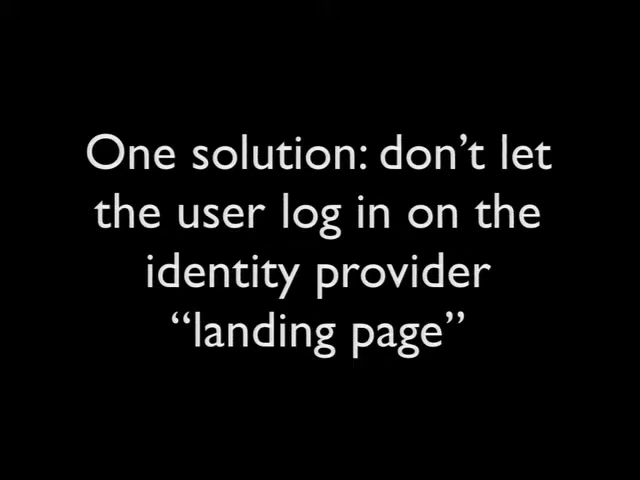 One solution: don’t let
the user log in on the
identity provider
“landing page”